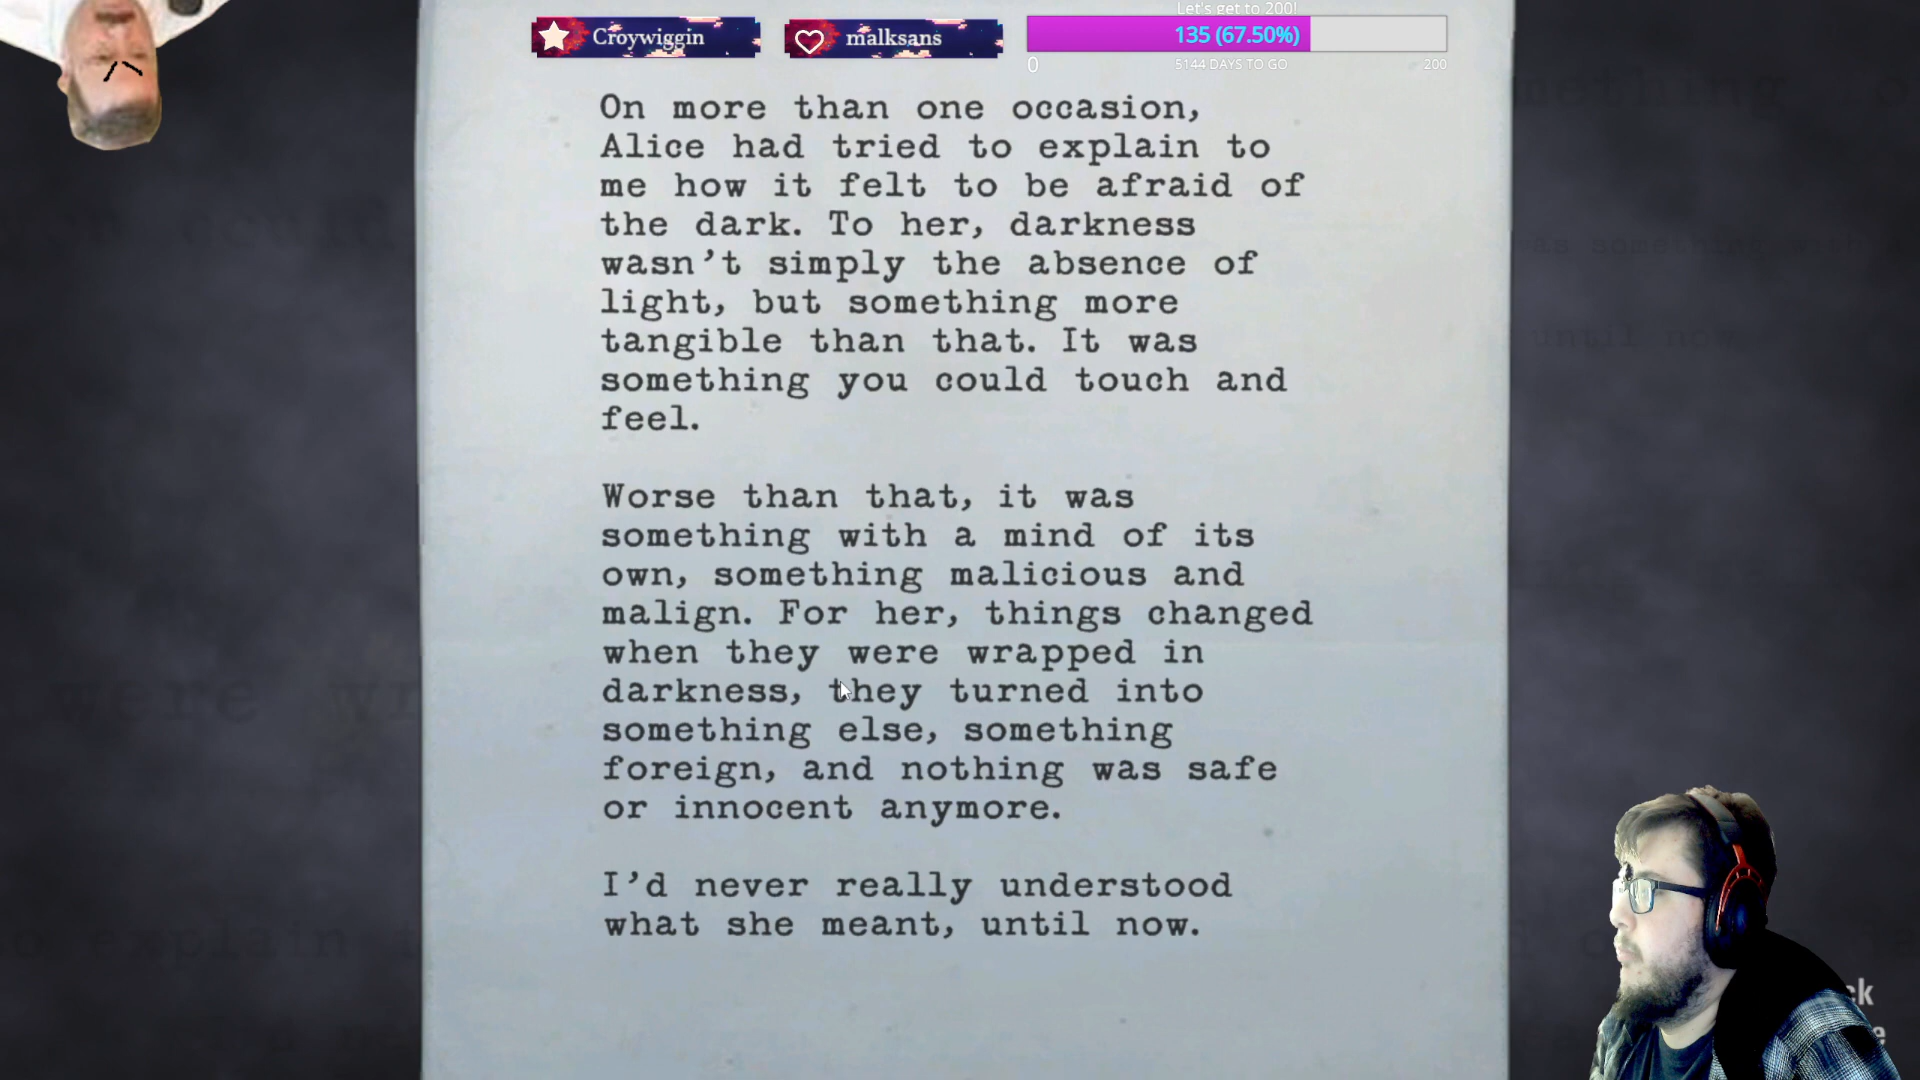 Let's get to 200!
Croywiggin
malksans
135 (67.50%)
0
5144 DAYS TO GO
200
On more than one occasion,
Alice had tried to explain to
me how it felt to be afraid of
the dark. To her, darkness
wasn't simply the absence of
light, but something more
tangible than that. It was
something you could touch and
feel.
Worse than that, it was
something with a mind of its
own, something malicious and
malign. For her, things changed
when they were wrapped in
darkness, they turned into
something else, something
foreign, and nothing was safe
or innocent anymore.
I'd never really understood
what she meant, until now.